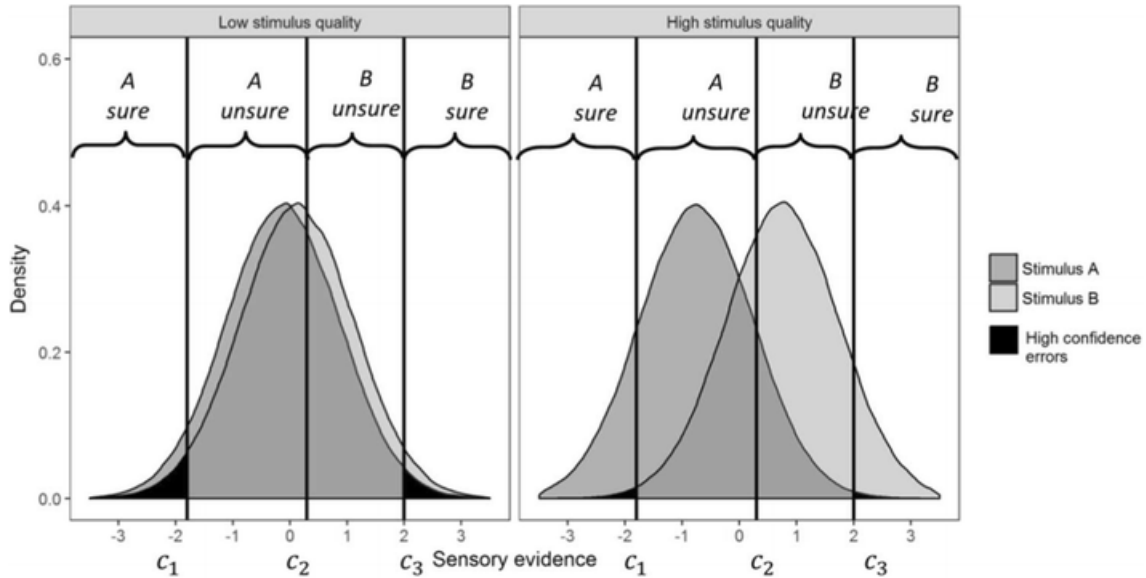 Low stimulus quality
High stimulus quality
0.6
A
sure
A
unsure
B
unsure
B
sure
A
sure
A
unsure
B
unsure
B
sure
0.4
Density
Stimulus A
Stimulus B
High confidence
errors
0.2
0.0
-3 -2 -1 0 1 2 3
-3 -2 -1 0 1 2 3
c1 c2 c3 Sensory evidence c1 c2 c3